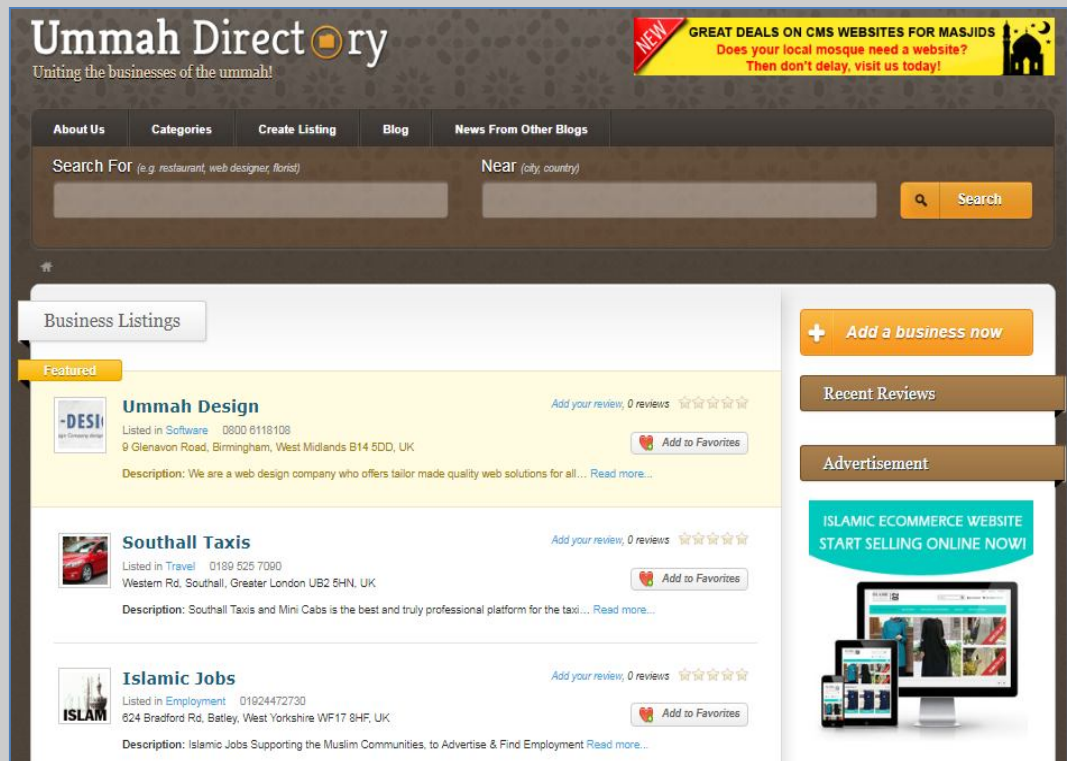 Ummah Directory
Uniting the businesses of the ummah!
NEW
GREAT DEALS ON CMS WEBSITES FOR MASJIDS
Does your local mosque need a website?
Then don't delay, visit us today!
About Us Categories Create Listing Blog News From Other Blogs
Search For (e.g. restaurant, web designer, florist) Near (city, country)
Search
Business Listings
Add a business now
Featured
Recent Reviews
-DESI
Ummah Design
Add your review, 0 reviews
Listed in Software 0800 6118108
9 Glenavon Road, Birmingham, West Midlands B14 5DD, UK
Add to Favorites
Description: We are a web design company who offers tailor made quality web solutions for all... Read more...
Advertisement
ISLAMIC ECOMMERCE WEBSITE
START SELLING ONLINE NOW!
Southall Taxis
Add your review, 0 reviews
Listed in Travel 0189 525 7090
Western Rd, Southall, Greater London UB2 5HN, UK
Add to Favorites
Description: Southall Taxis and Mini Cabs is the best and truly professional platform for the taxi... Read more...
ISLAM
Islamic Jobs
Add your review, 0 reviews
Listed in Employment 01924472730
624 Bradford Rd, Batley, West Yorkshire WF17 8HF, UK
Add to Favorites
Description: Islamic Jobs Supporting the Muslim Communities, to Advertise & Find Employment Read more...